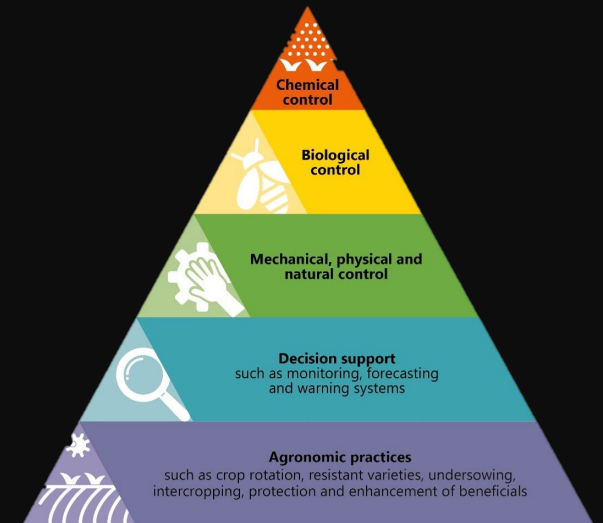 Chemical
control
Biological
control
Mechanical, physical and
natural control
Decision support
such as monitoring, forecasting
and warning systems
Agronomic practices
such as crop rotation, resistant varieties, undersowing,
intercropping, protection and enhancement of beneficials